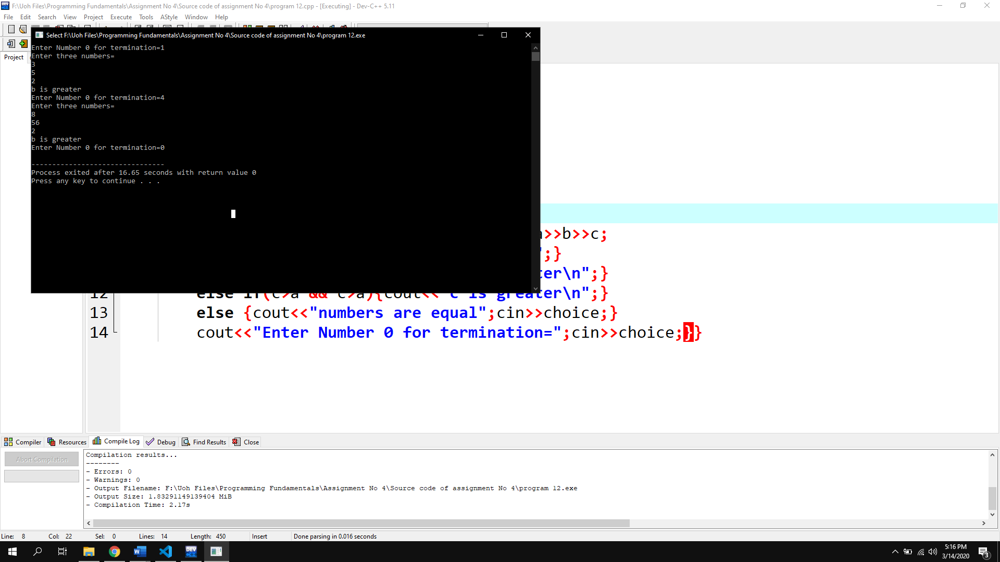 F:\Uoh Files\Programming Fundamentals\Assignment No 4\Source code of assignment No 4\program 12.cpp - [Executing] - Dev-C++ 5.11
File Edit Search View Project Execute Tools AStyle Window Help
Select F:\Uoh Files\Programming Fundamentals\Assignment No 4\Source code of assignment No 4\program 12.exe
Project
Enter Number 0 for termination=1
Enter three numbers=
3
5
2
b is greater
Enter Number 0 for termination=4
Enter three numbers=
8
56
2
b is greater
Enter Number 0 for termination=0
--------------------------------
Process exited after 16.65 seconds with return value 0
Press any key to continue . . .
>>b>>c;
;}
ter\n";}
12 else if(c>a && c>a){cout<<"c is greater\n";}
13 else {cout<<"numbers are equal";cin>>choice;}
14 cout<<"Enter Number 0 for termination=";cin>>choice;}}
Compiler Resources Compile Log Debug Find Results Close
Abort Compilation
Compilation results...
--------
- Errors: 0
- Warnings: 0
- Output Filename: F:\Uoh Files\Programming Fundamentals\Assignment No 4\Source code of assignment No 4\program 12.exe
- Output Size: 1.83291149139404 MiB
- Compilation Time: 2.17s
Line: 8 Col: 22 Sel: 0 Lines: 14 Length: 450 Insert Done parsing in 0.016 seconds
W DEV C++
5:16 PM
3/14/2020
3